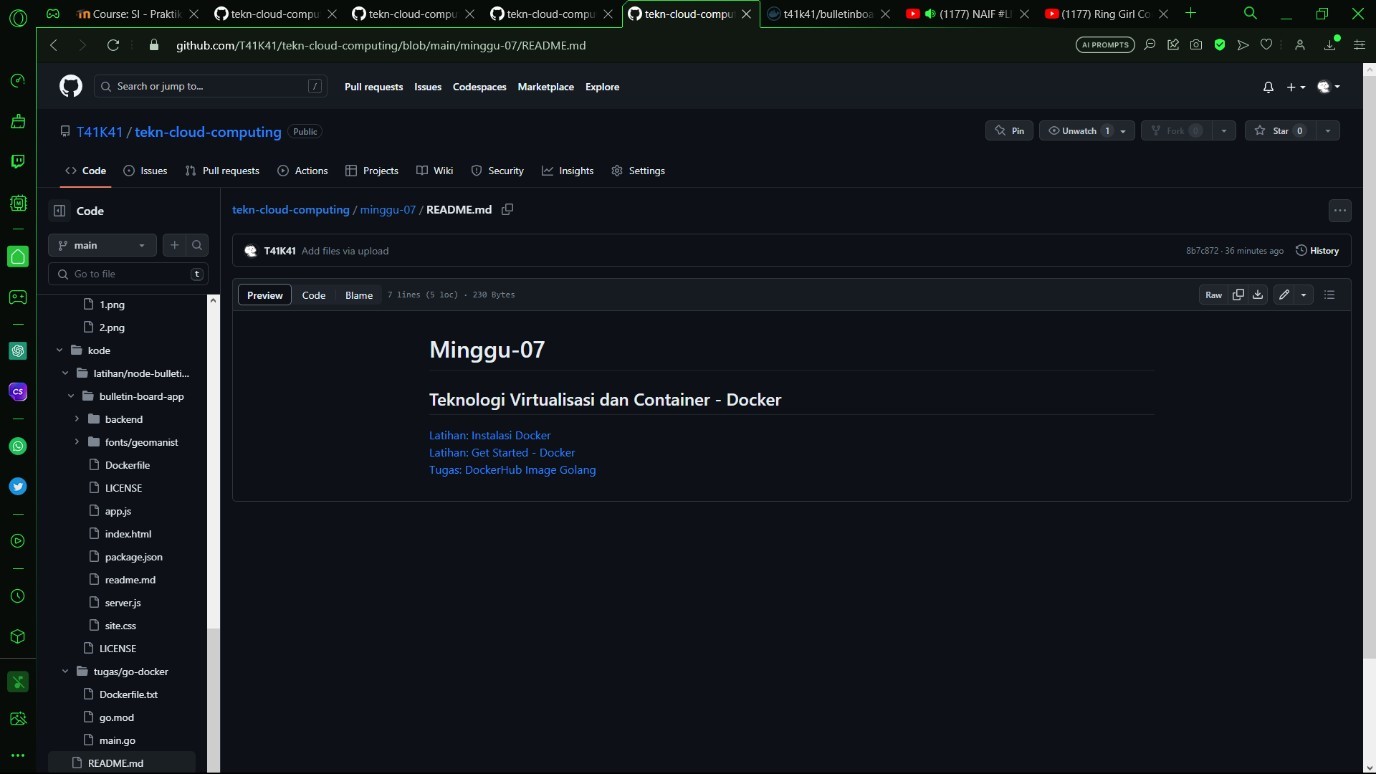 Course: SI - Praktik
tekn-cloud-computin
tekn-cloud-compu
tekn-cloud-compu
tekn-cloud-comput
t41k41/bulletinboa
(1177) NAIF #LI
(1177) Ring Girl Co
github.com/T41K41/tekn-cloud-computing/blob/main/minggu-07/README.md
AI PROMPTS
Search or jump to...
/
Pull requests
Issues
Codespaces
Marketplace
Explore
T41K41 / tekn-cloud-computing
Public
Pin
Unwatch 1
Fork 0
Star 0
Code
Issues
Pull requests
Actions
Projects
Wiki
Security
Insights
Settings
Code
main
Go to file
t
1.png
2.png
kode
latihan/node-bulleti...
bulletin-board-app
backend
fonts/geomanist
Dockerfile
LICENSE
app.js
index.html
package.json
readme.md
server.js
site.css
LICENSE
tugas/go-docker
Dockerfile.txt
go.mod
main.go
README.md
tekn-cloud-computing / minggu-07 / README.md
T41K41 Add files via upload
8b7c872 · 36 minutes ago
History
Preview
Code
Blame
7 lines (5 loc) · 230 Bytes
Raw
Minggu-07
Teknologi Virtualisasi dan Container - Docker
Latihan: Instalasi Docker
Latihan: Get Started - Docker
Tugas: DockerHub Image Golang
CS